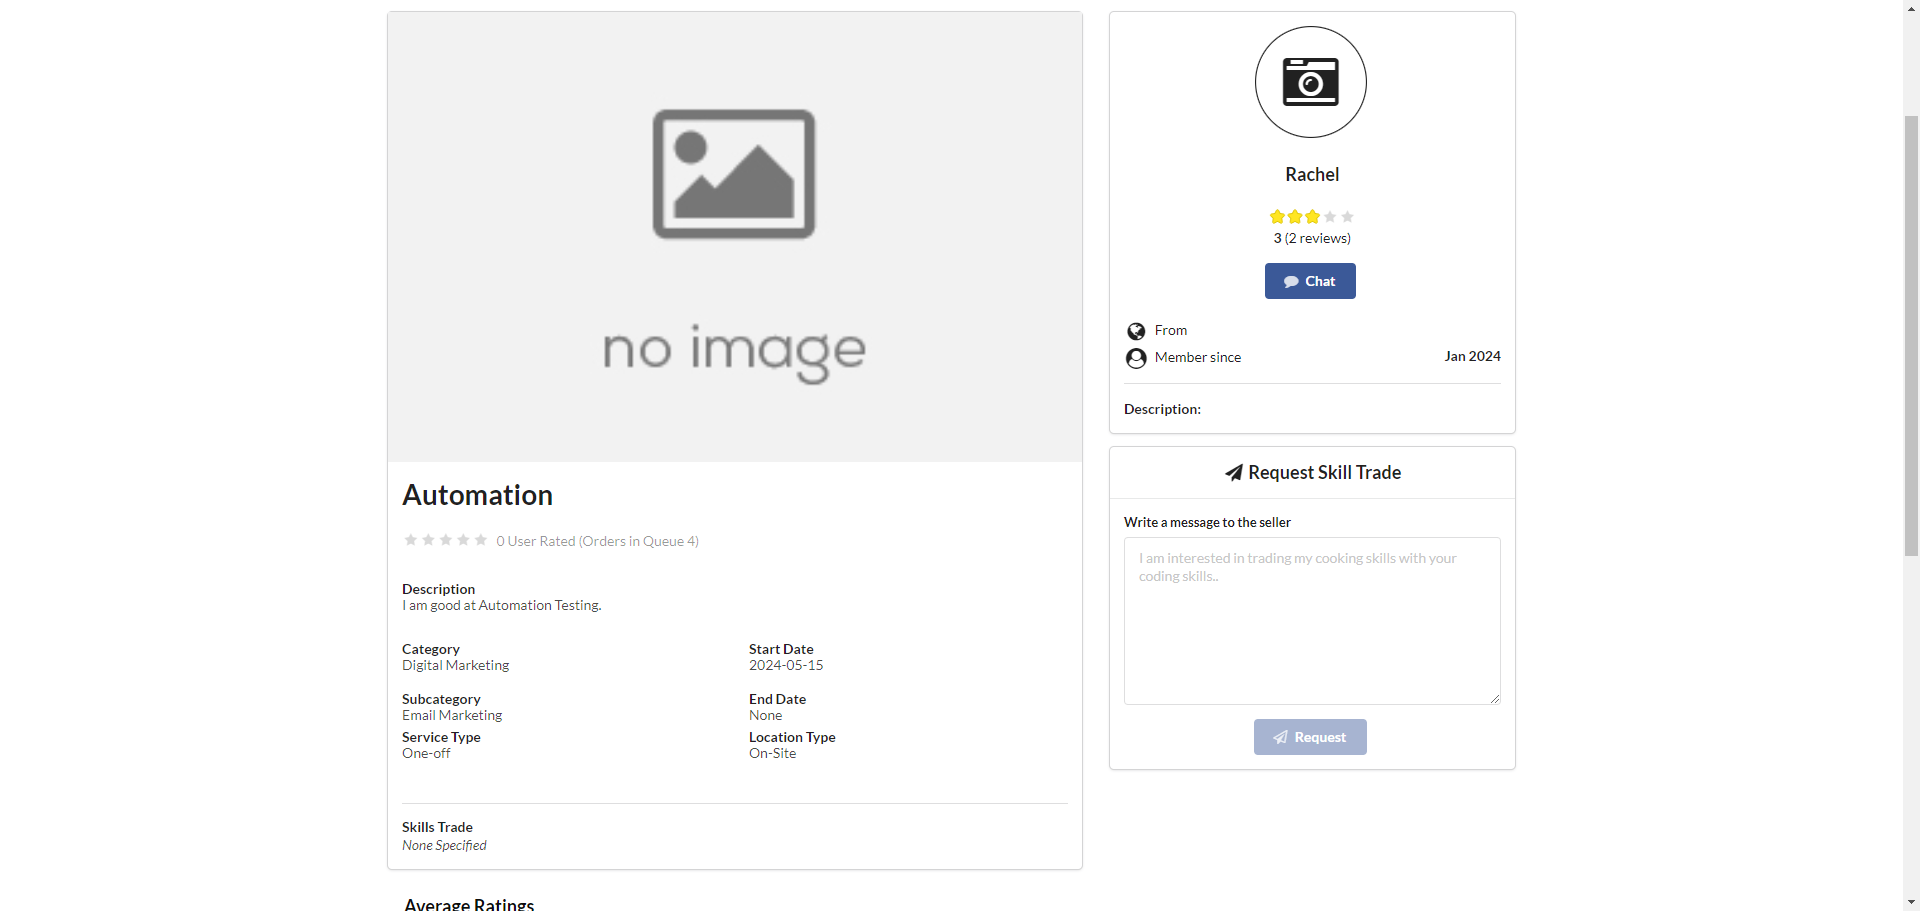 no image
Automation
0 User Rated (Orders in Queue 4)
Description
I am good at Automation Testing.
Category
Digital Marketing
Start Date
2024-05-15
Subcategory
Email Marketing
End Date
None
Service Type
One-off
Location Type
On-Site
Skills Trade
None Specified
Average Ratings
Rachel
3 (2 reviews)
Chat
From
Member since Jan 2024
Description:
Request Skill Trade
Write a message to the seller
I am interested in trading my cooking skills with your
coding skills..
Request